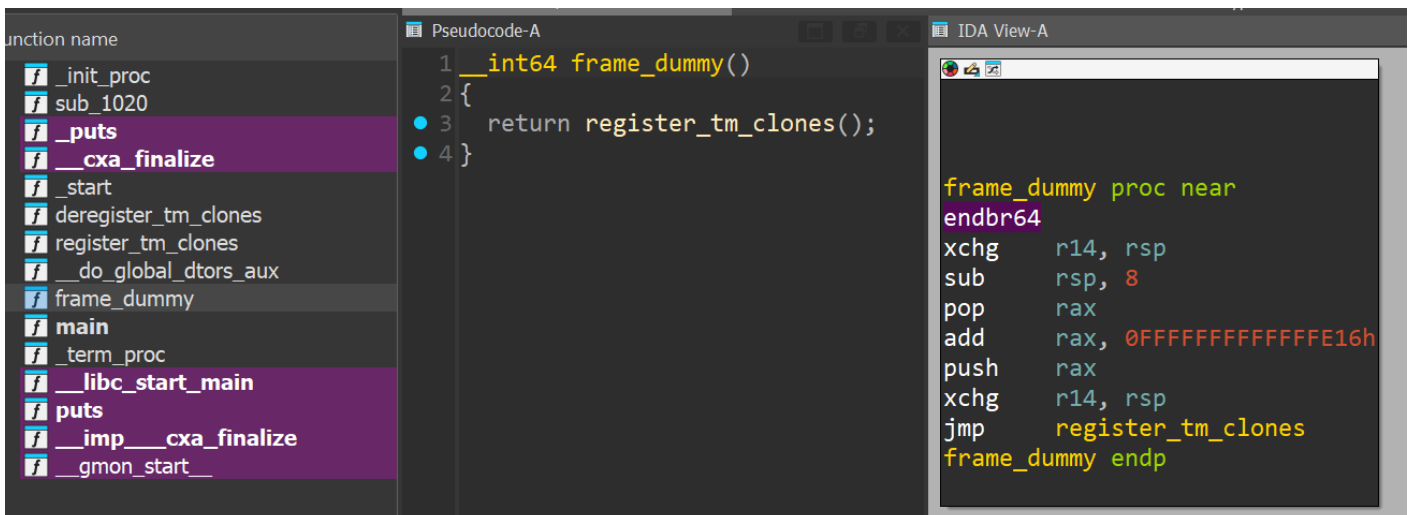 unction name
_init_proc
sub_1020
_puts
__cxa_finalize
_start
deregister_tm_clones
register_tm_clones
__do_global_dtors_aux
frame_dummy
main
_term_proc
__libc_start_main
puts
__imp___cxa_finalize
__gmon_start__
Pseudocode-A
1 __int64 frame_dummy()
2 {
3 return register_tm_clones();
4 }
IDA View-A
frame_dummy proc near
endbr64
xchg r14, rsp
sub rsp, 8
pop rax
add rax, 0FFFFFFFFFFFFFE16h
push rax
xchg r14, rsp
jmp register_tm_clones
frame_dummy endp